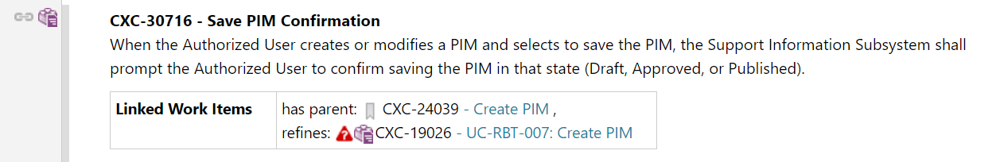 CXC-30716 - Save PIM Confirmation
When the Authorized User creates or modifies a PIM and selects to save the PIM, the Support Information Subsystem shall
prompt the Authorized User to confirm saving the PIM in that state (Draft, Approved, or Published).
Linked Work Items
has parent: CXC-24039 - Create PIM ,
refines: CXC-19026 - UC-RBT-007: Create PIM